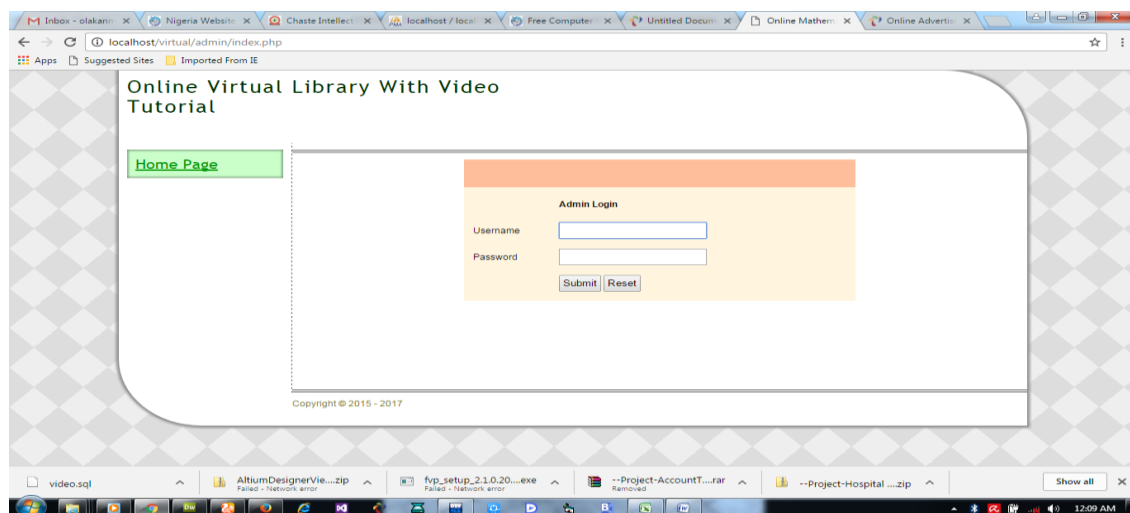 Inbox - olakann
Nigeria Website
Chaste Intellect
localhost / local
Free Computer
Untitled Docum
Online Mathem
Online Advertis
localhost/virtual/admin/index.php
Apps Suggested Sites Imported From IE
Online Virtual Library With Video
Tutorial
Home Page
Admin Login
Username
Password
Submit Reset
Copyright © 2015 - 2017
video.sql
AltiumDesignerVie....zip
Failed - Network error
fvp_setup_2.1.0.20....exe
Failed - Network error
--Project-AccountT....rar
Removed
--Project-Hospital ....zip
Show all
12:09 AM